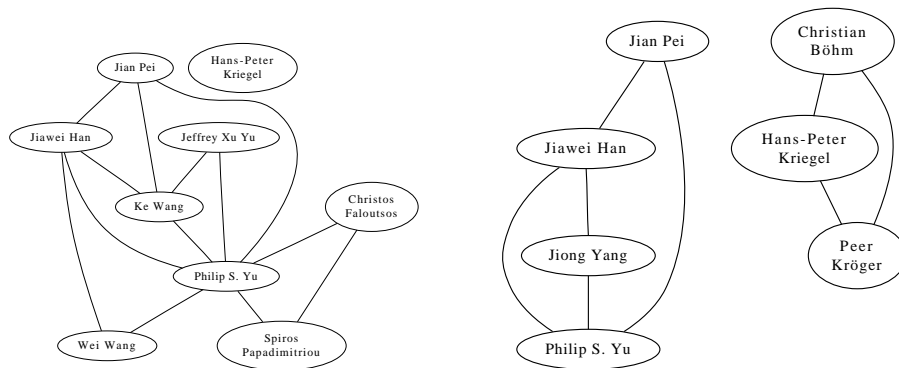 Jian Pei
Hans-Peter
Kriegel
Jiawei Han
Jeffrey Xu Yu
Ke Wang
Christos
Faloutsos
Philip S. Yu
Wei Wang
Spiros
Papadimitriou
Jian Pei
Jiawei Han
Jiong Yang
Philip S. Yu
Christian
Böhm
Hans-Peter
Kriegel
Peer
Kröger